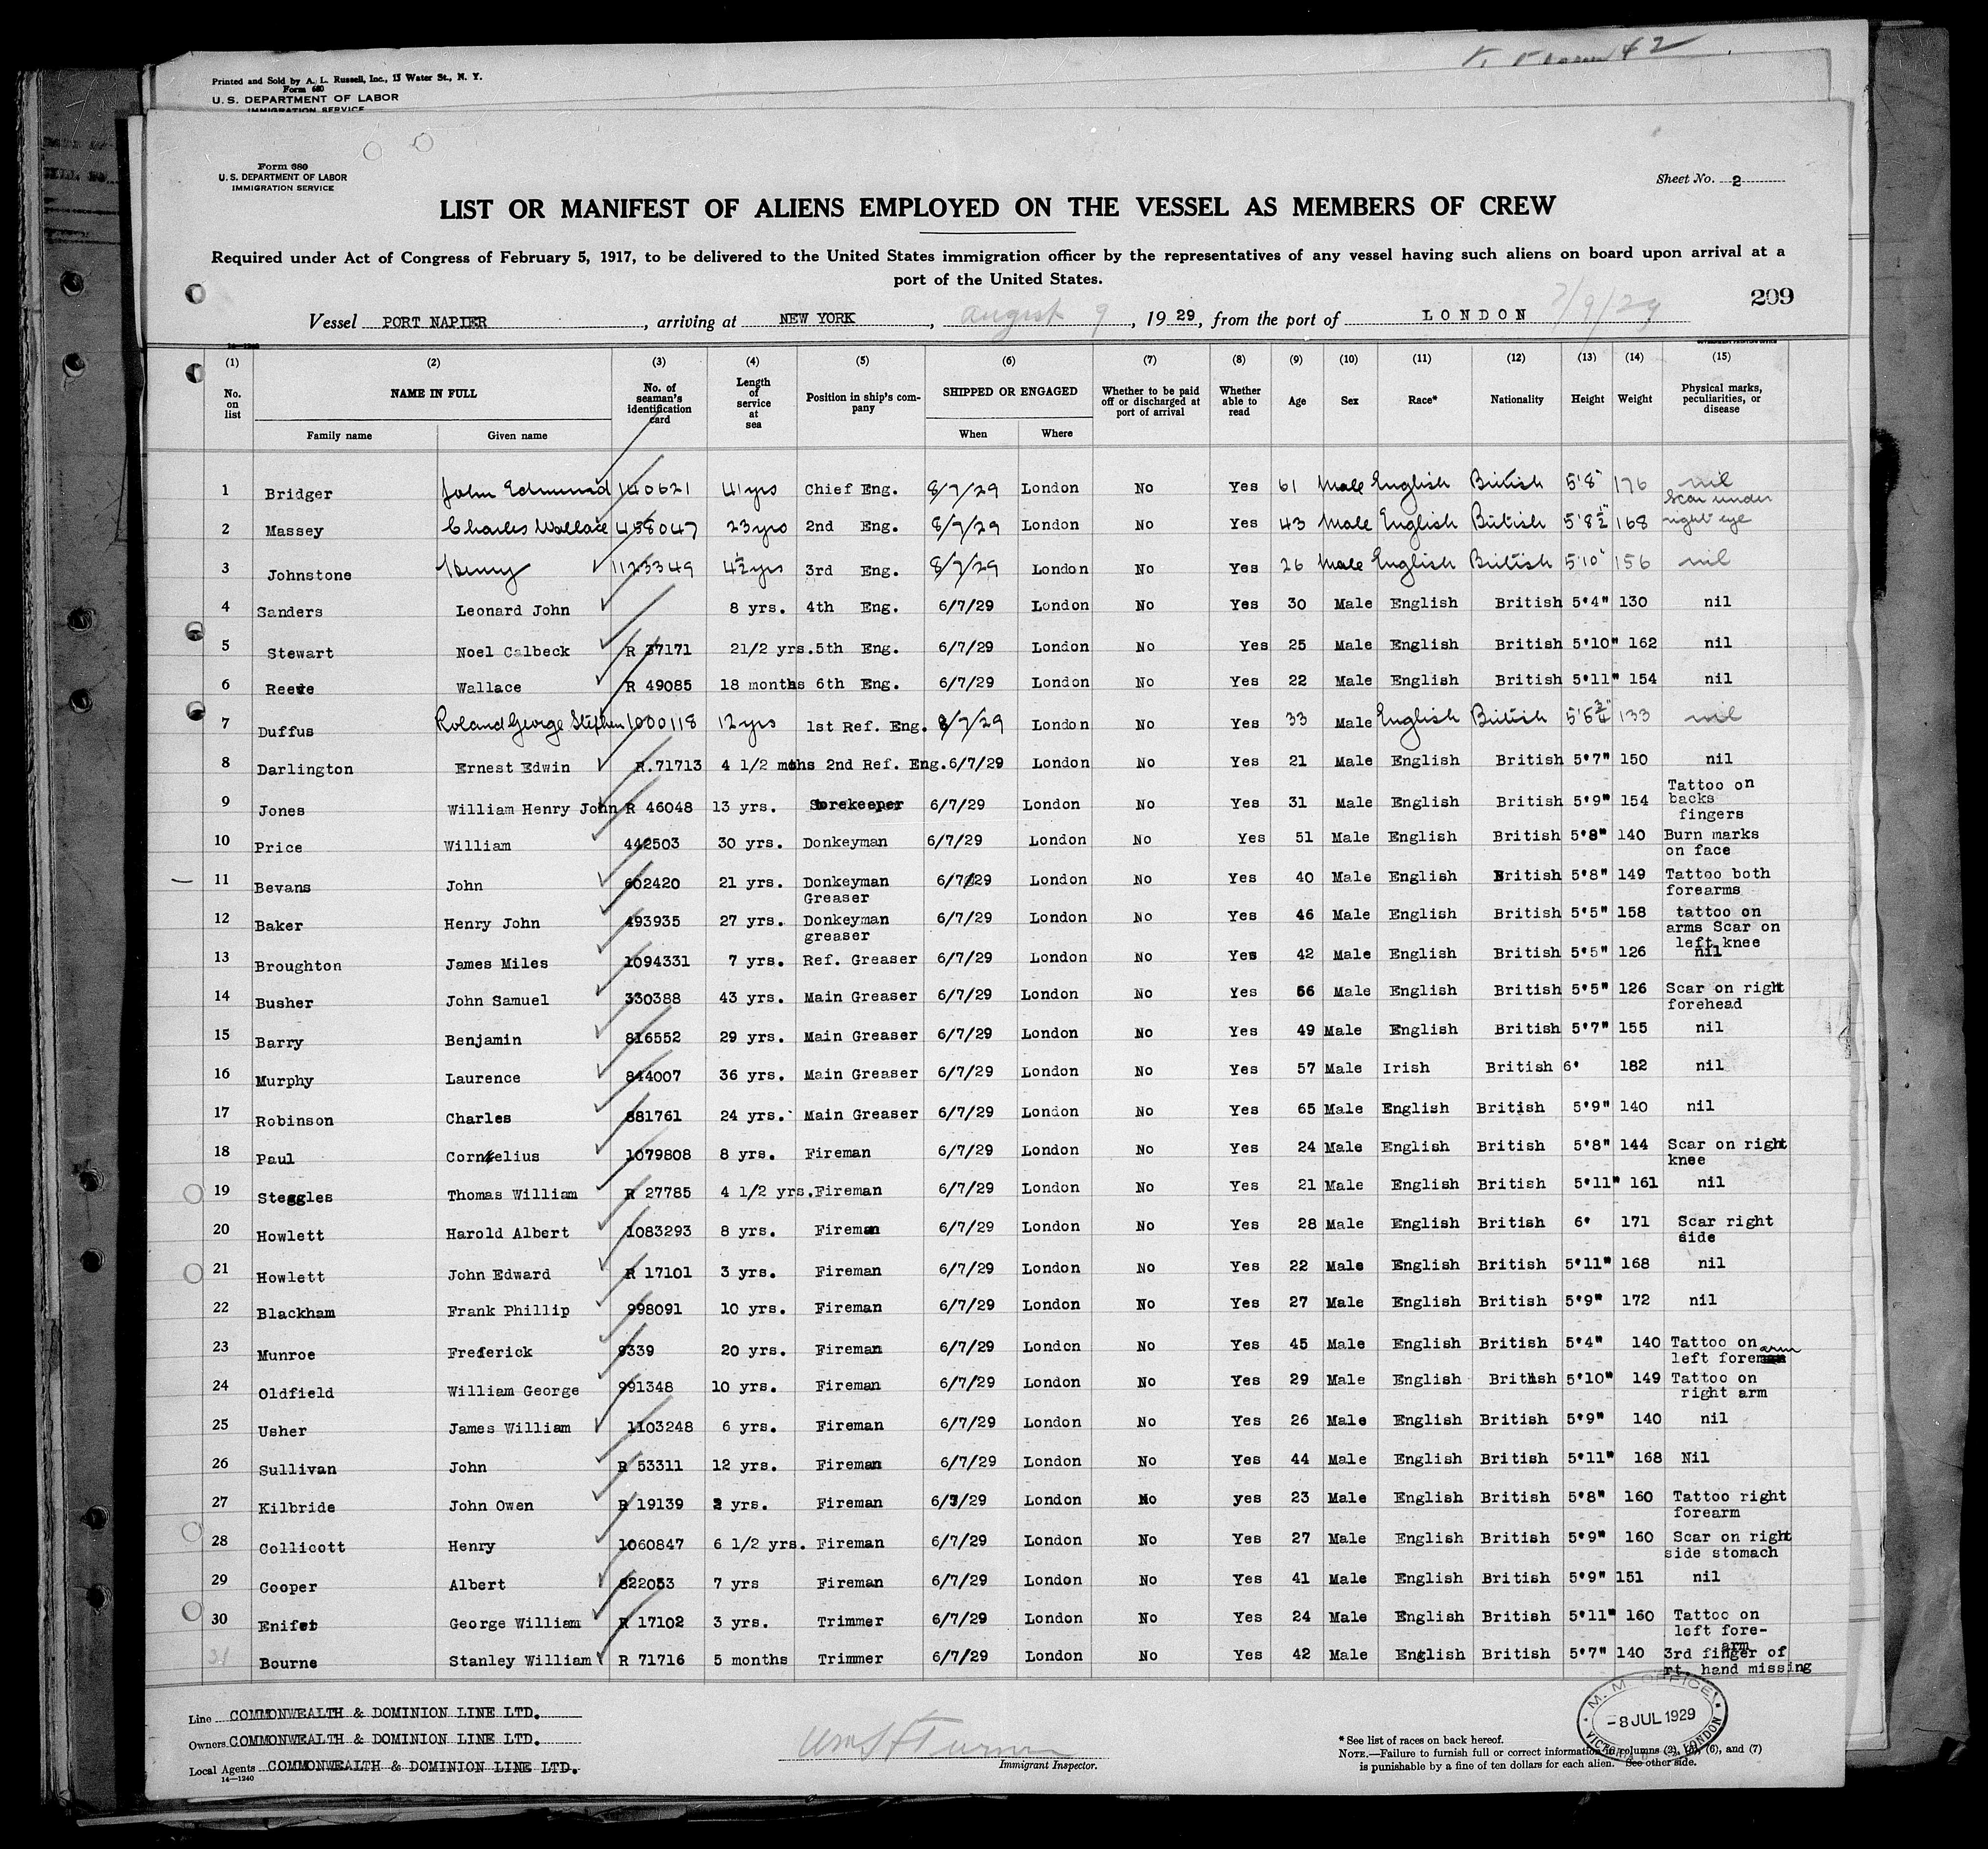 Printed and Sold by A. L. Russell, Inc., 13 Water St., N. Y.
Form 680
U. S. DEPARTMENT OF LABOR
IMMIGRATION SERVICE
Form 680
U. S. DEPARTMENT OF LABOR
IMMIGRATION SERVICE
Sheet No. 2
LIST OR MANIFEST OF ALIENS EMPLOYED ON THE VESSEL AS MEMBERS OF CREW
Required under Act of Congress of February 5, 1917, to be delivered to the United States immigration officer by the representatives of any vessel having such aliens on board upon arrival at a
port of the United States.
209
Vessel PORT NAPIER, arriving at NEW YORK, August 9, 1929, from the port of LONDON
(1) (2) (3) (4) (5) (6) (7) (8) (9) (10) (11) (12) (13) (14) (15)
No. on list NAME IN FULL Family name Given name No. of seaman's identification card Length of service at sea Position in ship's company SHIPPED OR ENGAGED When Where Whether to be paid off or discharged at port of arrival Whether able to read Age Sex Race* Nationality Height Weight Physical marks, peculiarities, or disease
1 Bridger John Edmund 140621 41 yrs Chief Eng. 8/7/29 London No Yes 61 Male English British 5'8" 176 nil
2 Massey Charles Wallace 458047 23 yrs 2nd Eng. 8/7/29 London No Yes 43 Male English British 5'8½" 168 Scar under right eye
3 Johnstone Henry 1123349 4½ yrs 3rd Eng. 8/7/29 London No Yes 26 Male English British 5'10" 156 nil
4 Sanders Leonard John 8 yrs. 4th Eng. 6/7/29 London No Yes 30 Male English British 5'4" 130 nil
5 Stewart Noel Calbeck R 37171 21/2 yrs. 5th Eng. 6/7/29 London No Yes 25 Male English British 5'10" 162 nil
6 Reeve Wallace R 49085 18 months 6th Eng. 6/7/29 London No Yes 22 Male English British 5'11" 154 nil
7 Duffus Roland George Stephen 1000118 12 yrs 1st Ref. Eng. 8/7/29 London No Yes 33 Male English British 5'6¾" 133 nil
8 Darlington Ernest Edwin R.71713 4 1/2 mths 2nd Ref. Eng. 6/7/29 London No Yes 21 Male English British 5'7" 150 nil
9 Jones William Henry John R 46048 13 yrs. Storekeeper 6/7/29 London No Yes 31 Male English British 5'9" 154 Tattoo on backs fingers
10 Price William 442503 30 yrs. Donkeyman 6/7/29 London No Yes 51 Male English British 5'8" 140 Burn marks on face
11 Bevans John 602420 21 yrs. Donkeyman Greaser 6/7/29 London No Yes 40 Male English British 5'8" 149 Tattoo both forearms
12 Baker Henry John 493935 27 yrs. Donkeyman greaser 6/7/29 London No Yes 46 Male English British 5'5" 158 tattoo on arms Scar on left knee
13 Broughton James Miles 1094331 7 yrs. Ref. Greaser 6/7/29 London No Yes 42 Male English British 5'5" 126 nil
14 Busher John Samuel 330388 43 yrs. Main Greaser 6/7/29 London No Yes 66 Male English British 5'5" 126 Scar on right forehead
15 Barry Benjamin 816552 29 yrs. Main Greaser 6/7/29 London No Yes 49 Male English British 5'7" 155 nil
16 Murphy Laurence 844007 36 yrs. Main Greaser 6/7/29 London No Yes 57 Male Irish British 6' 182 nil
17 Robinson Charles 881761 24 yrs. Main Greaser 6/7/29 London No Yes 65 Male English British 5'9" 140 nil
18 Paul Cornelius 1079808 8 yrs. Fireman 6/7/29 London No Yes 24 Male English British 5'8" 144 Scar on right knee
19 Steggles Thomas William R 27785 4 1/2 yrs. Fireman 6/7/29 London No Yes 21 Male English British 5'11" 161 nil
20 Howlett Harold Albert 1083293 8 yrs. Fireman 6/7/29 London No Yes 28 Male English British 6' 171 Scar right side
21 Howlett John Edward R 17101 3 yrs. Fireman 6/7/29 London No Yes 22 Male English British 5'11" 168 nil
22 Blackham Frank Phillip 998091 10 yrs. Fireman 6/7/29 London No Yes 27 Male English British 5'9" 172 nil
23 Munroe Frederick 9339 20 yrs. Fireman 6/7/29 London No Yes 45 Male English British 5'4" 140 Tattoo on left forearm
24 Oldfield William George 991348 10 yrs. Fireman 6/7/29 London No Yes 29 Male English British 5'10" 149 Tattoo on right arm
25 Usher James William 1103248 6 yrs. Fireman 6/7/29 London No Yes 26 Male English British 5'9" 140 nil
26 Sullivan John R 53311 12 yrs. Fireman 6/7/29 London No Yes 44 Male English British 5'11" 168 Nil
27 Kilbride John Owen R 19139 2 yrs. Fireman 6/7/29 London No yes 23 Male English British 5'8" 160 Tattoo right forearm
28 Collicott Henry 1060847 6 1/2 yrs. Fireman 6/7/29 London No Yes 27 Male English British 5'9" 160 Scar on right side stomach
29 Cooper Albert 822053 7 yrs Fireman 6/7/29 London No Yes 41 Male English British 5'9" 151 nil
30 Enifer George William R 17102 3 yrs. Trimmer 6/7/29 London No Yes 24 Male English British 5'11" 160 Tattoo on left fore-arm
31 Bourne Stanley William R 71716 5 months Trimmer 6/7/29 London No Yes 42 Male English British 5'7" 140 3rd finger of rt. hand missing
Line COMMONWEALTH & DOMINION LINE LTD.
Owners COMMONWEALTH & DOMINION LINE LTD.
Local Agents COMMONWEALTH & DOMINION LINE LTD.
14—1240
Immigrant Inspector.
M. M. OFFICE
-8 JUL 1929
LONDON
*See list of races on back hereof.
NOTE.—Failure to furnish full or correct information in columns (2), (5), (6), and (7)
is punishable by a fine of ten dollars for each alien. See other side.